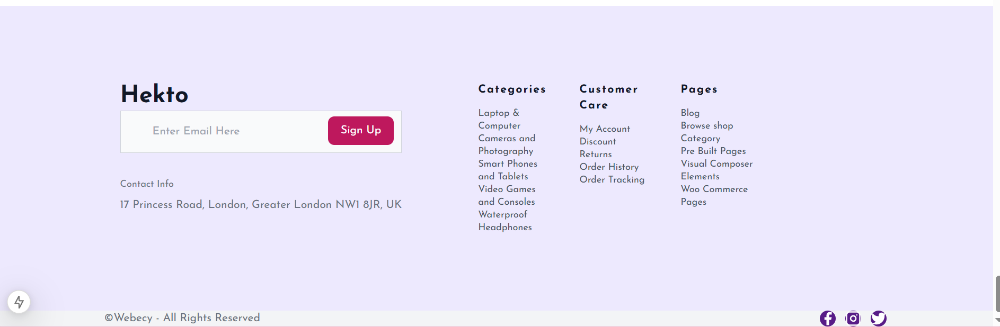 Hekto
Enter Email Here
Sign Up
Contact Info
17 Princess Road, London, Greater London NW1 8JR, UK
Categories
Laptop &
Computer
Cameras and
Photography
Smart Phones
and Tablets
Video Games
and Consoles
Waterproof
Headphones
Customer
Care
My Account
Discount
Returns
Order History
Order Tracking
Pages
Blog
Browse shop
Category
Pre Built Pages
Visual Composer
Elements
Woo Commerce
Pages
©Webecy - All Rights Reserved